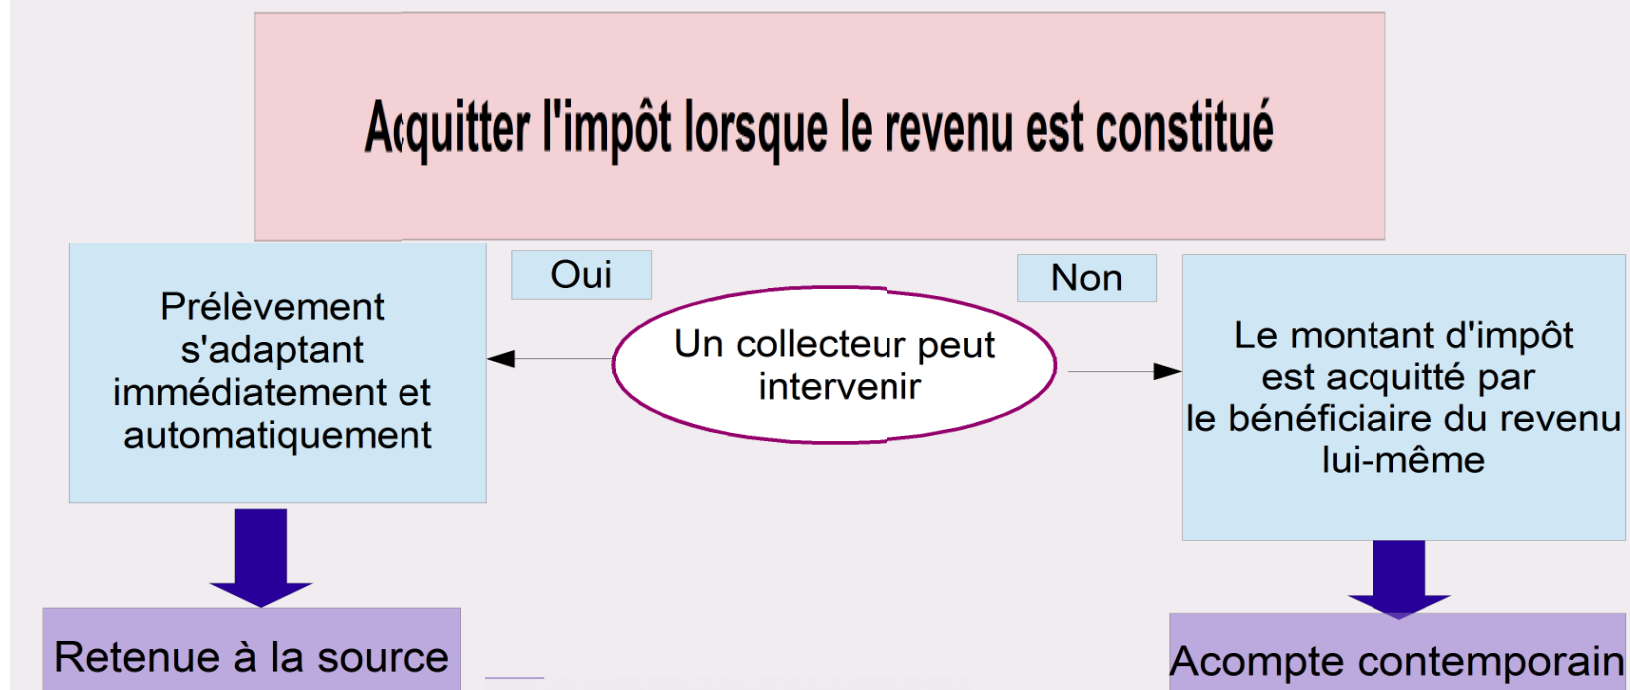 Acquitter l'impôt lorsque le revenu est constitué
Oui
Non
Prélèvement
s'adaptant
immédiatement et
automatiquement
Un collecteur peut
intervenir
Le montant d'impôt
est acquitté par
le bénéficiaire du revenu
lui-même
Retenue à la source
Acompte contemporain